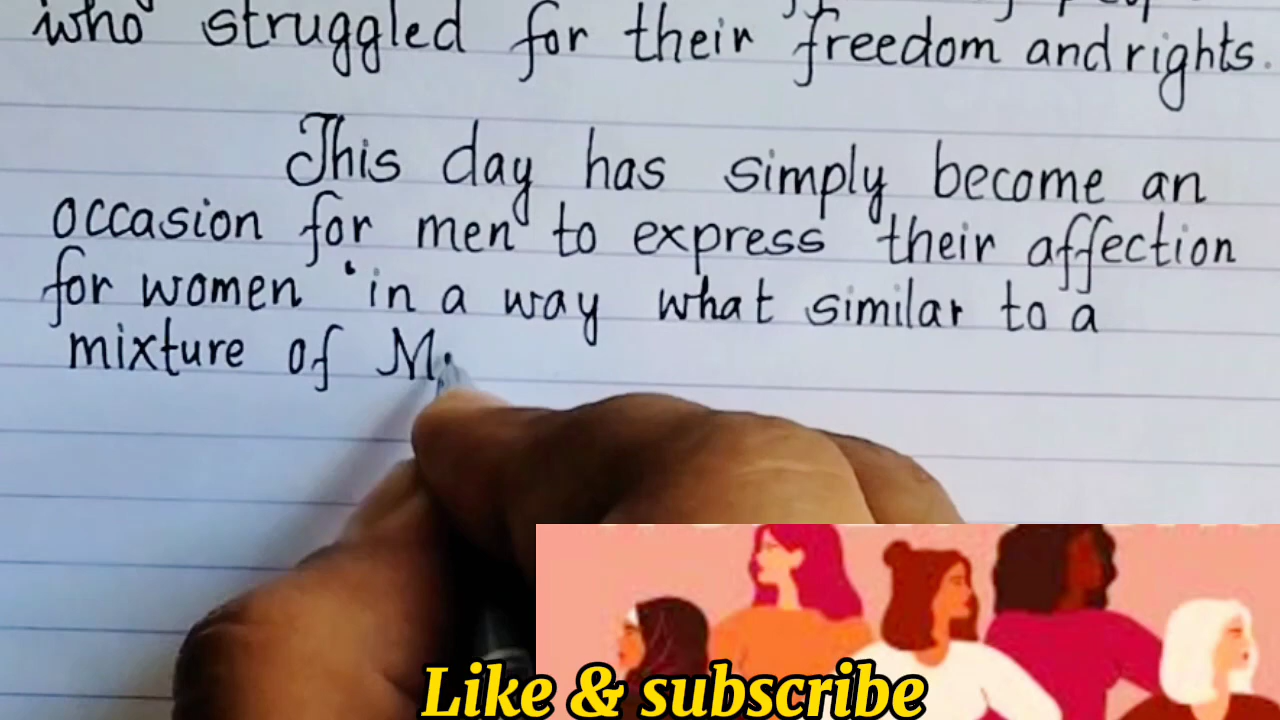 who struggled for their freedom and rights.
This day has simply become an
occasion for men to express their affection
for women in a way what similar to a
mixture of M
Like & subscribe